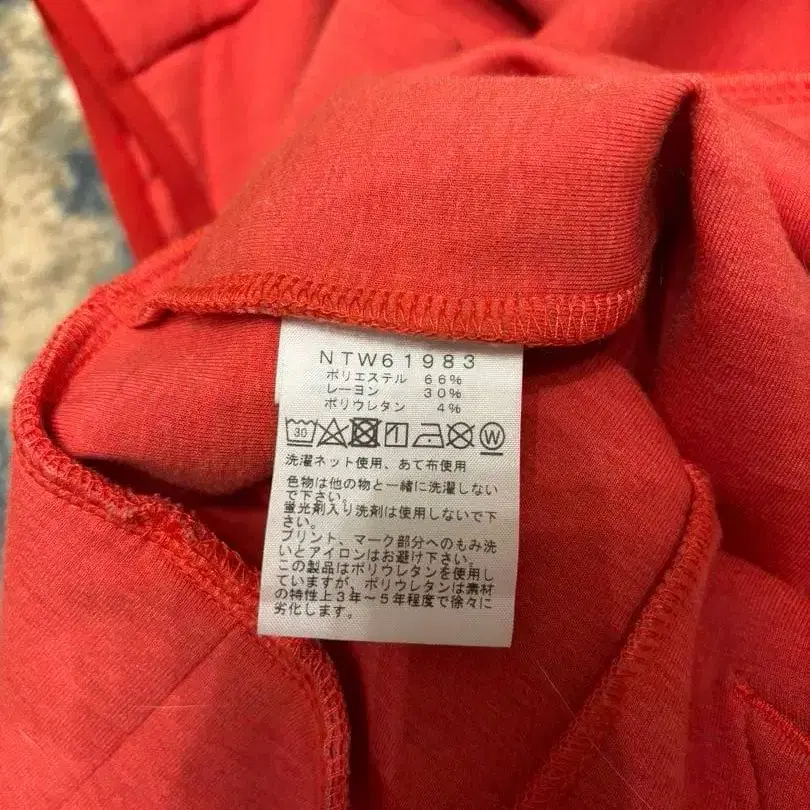 NTW61983
ポリエステル 66%
レーヨン 30%
ポリウレタン 4%
30
W
洗濯ネット使用、あて布使用
色物は他の物と一緒に洗濯しない
で下さい。
蛍光剤入り洗剤は使用しないで下
さい。
プリント、マーク部分へのもみ洗
いとアイロンはお避け下さい。
この製品はポリウレタンを使用し
ていますが、ポリウレタンは素材
の特性上3年～5年程度で徐々に
劣化します。